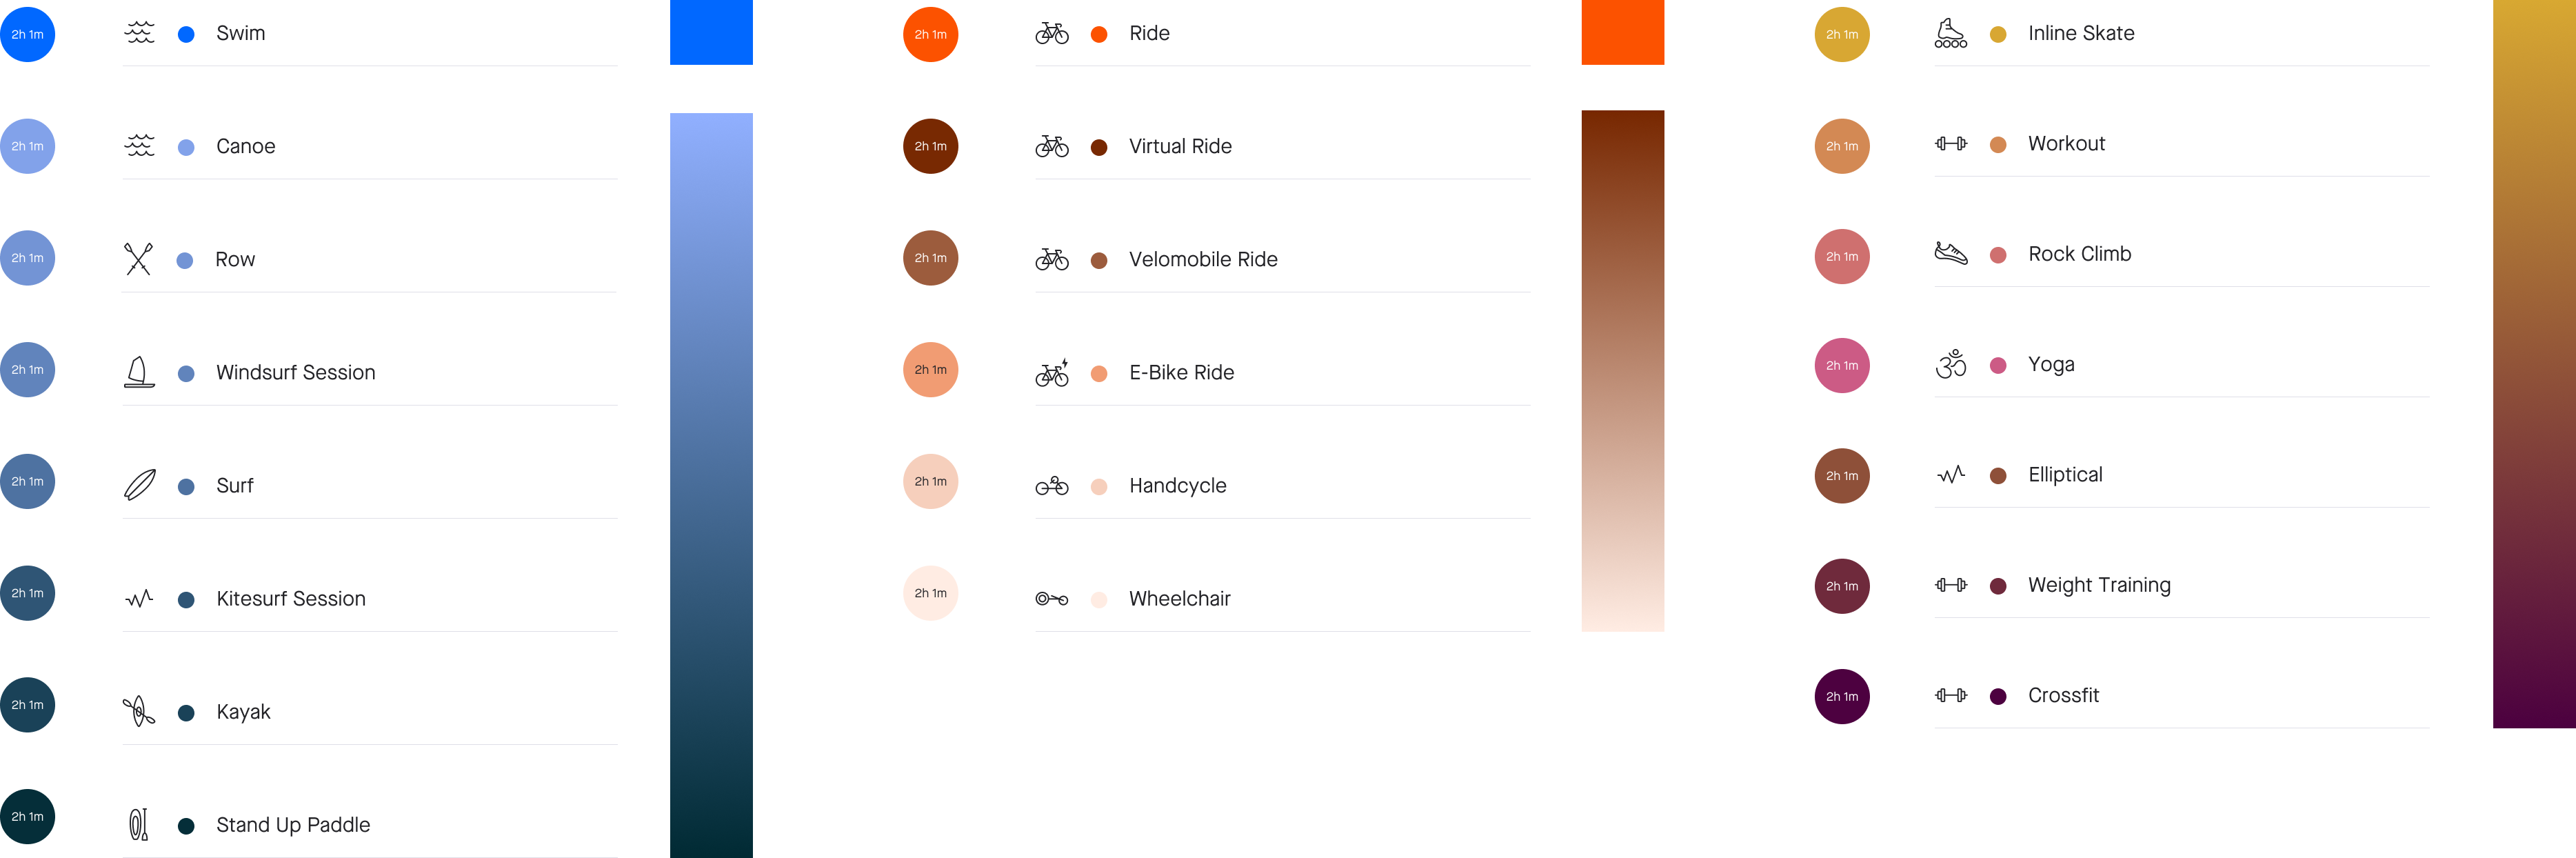 2h 1m Swim
2h 1m Canoe
2h 1m Row
2h 1m Windsurf Session
2h 1m Surf
2h 1m Kitesurf Session
2h 1m Kayak
2h 1m Stand Up Paddle
2h 1m Ride
2h 1m Virtual Ride
2h 1m Velomobile Ride
2h 1m E-Bike Ride
2h 1m Handcycle
2h 1m Wheelchair
2h 1m Inline Skate
2h 1m Workout
2h 1m Rock Climb
2h 1m Yoga
2h 1m Elliptical
2h 1m Weight Training
2h 1m Crossfit